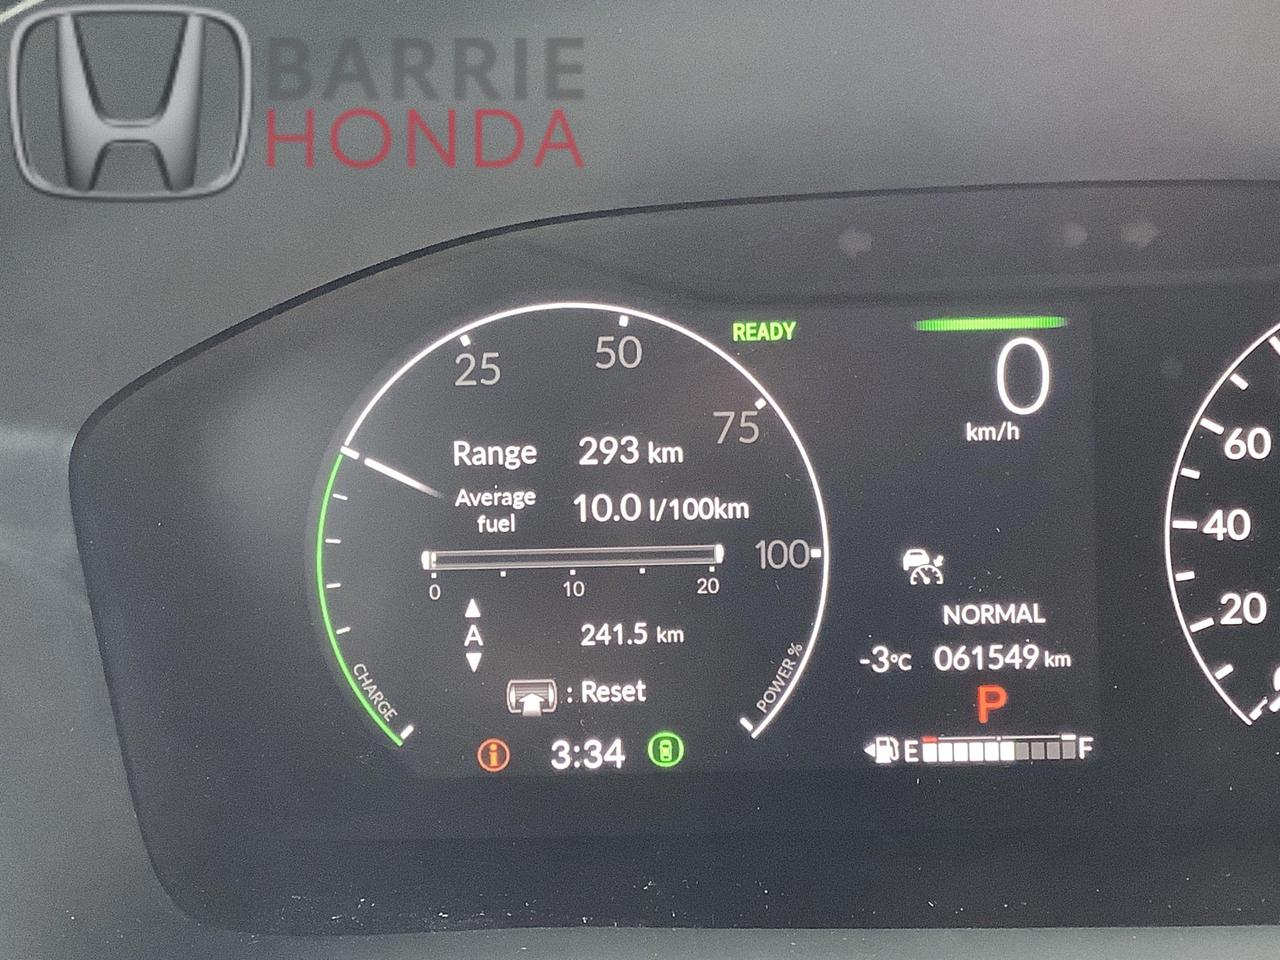 BARRIE
HONDA
READY
25
50
75
100
0
km/h
Range 293 km
Average fuel 10.0 l/100km
0 10 20
A 241.5 km
: Reset
CHARGE
POWER %
3:34
NORMAL
-3°C 061549 km
P
E F
60
40
20